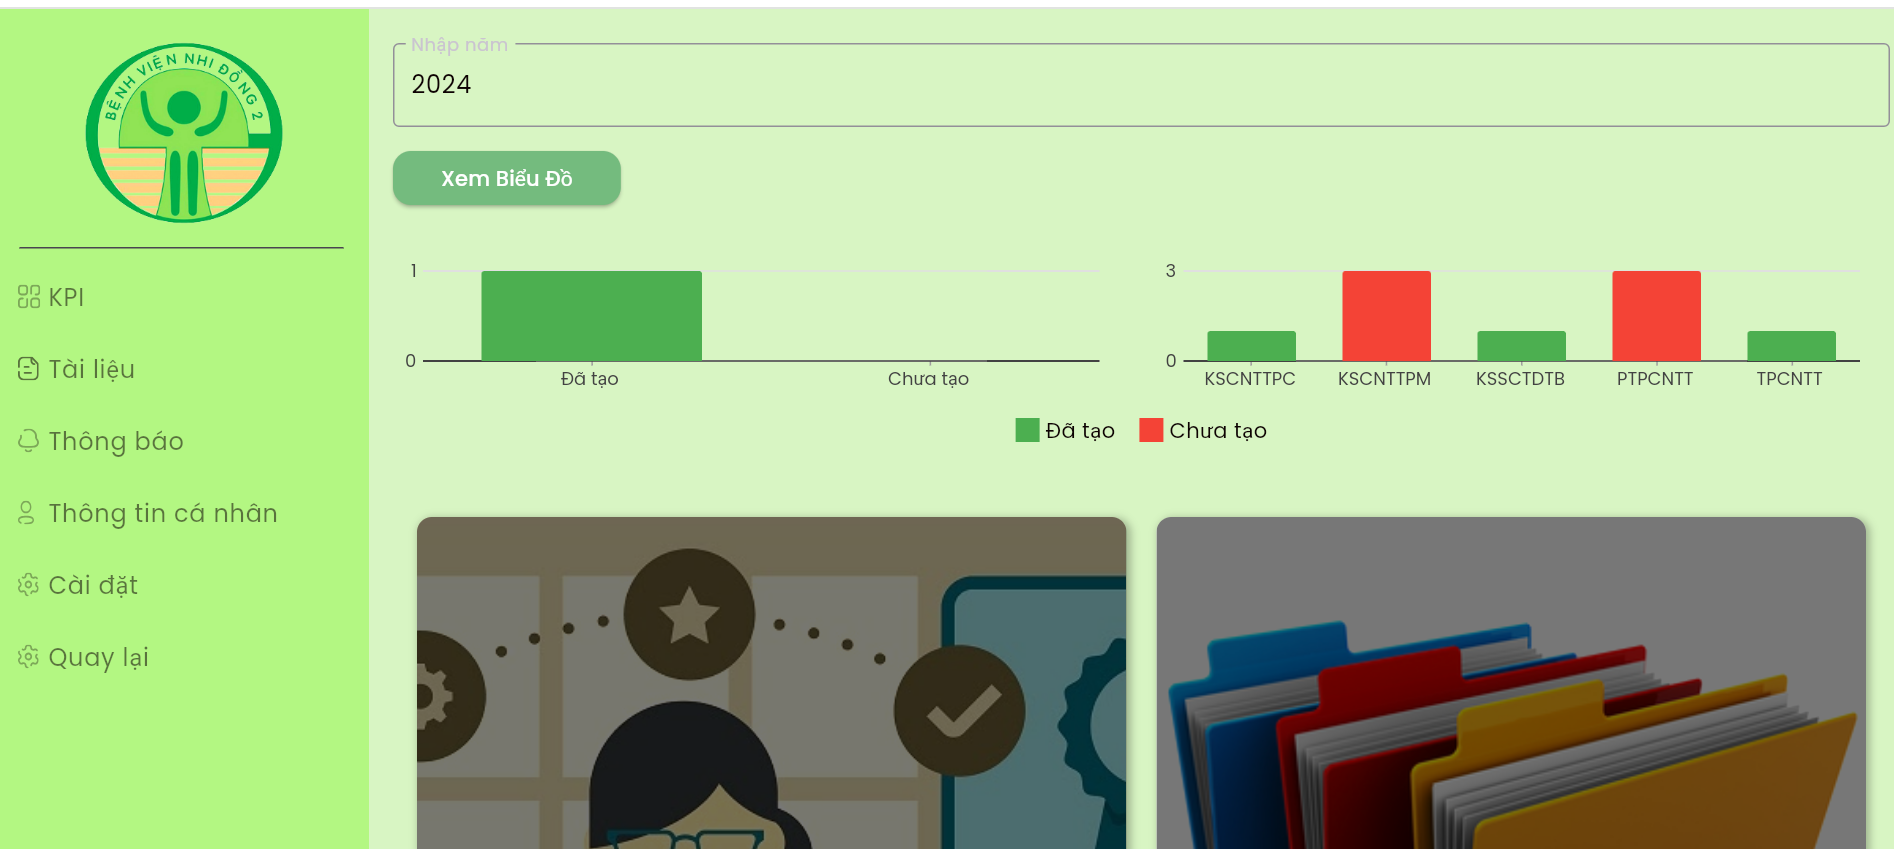 BỆNH VIỆN NHI ĐỒNG 2
KPI
Tài liệu
Thông báo
Thông tin cá nhân
Cài đặt
Quay lại
Nhập năm
2024
Xem Biểu Đồ
1
0
Đã tạo
Chưa tạo
3
0
KSCNTTPC
KSCNTTPM
KSSCTDTB
PTPCNTT
TPCNTT
Đã tạo
Chưa tạo